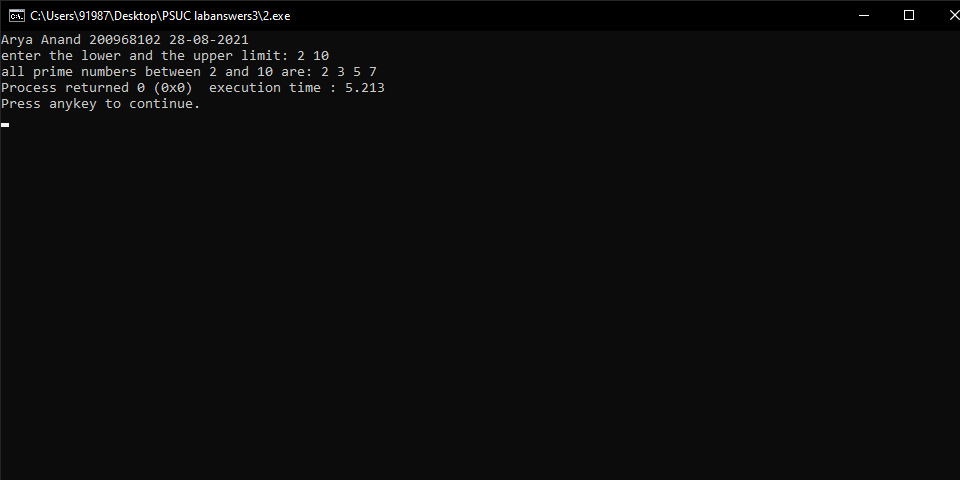 C:\Users\91987\Desktop\PSUC labanswers3\2.exe
Arya Anand 200968102 28-08-2021
enter the lower and the upper limit: 2 10
all prime numbers between 2 and 10 are: 2 3 5 7
Process returned 0 (0x0)  execution time : 5.213
Press anykey to continue.